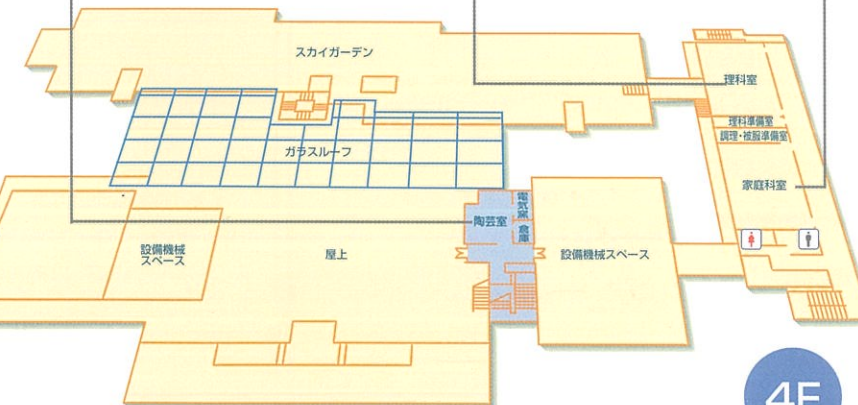 スカイガーデン
理科室
理科準備室
調理・被服準備室
ガラスルーフ
家庭科室
電気窯
陶芸室
倉庫
設備機械
スペース
屋上
設備機械スペース
4F